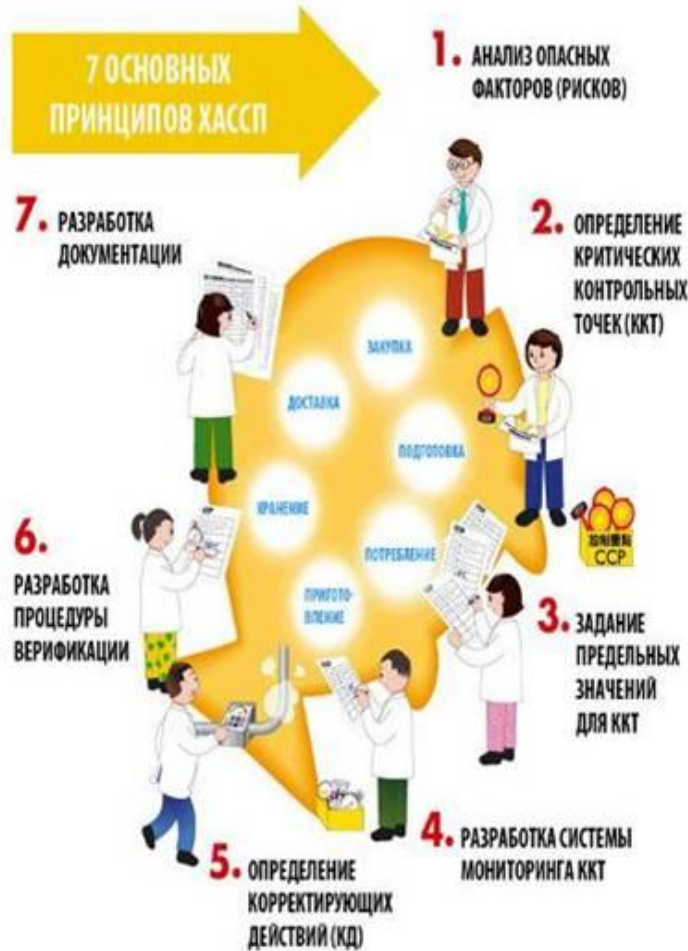 7 ОСНОВНЫХ
ПРИНЦИПОВ ХАССП
1. АНАЛИЗ ОПАСНЫХ
ФАКТОРОВ (РИСКОВ)
2. ОПРЕДЕЛЕНИЕ
КРИТИЧЕСКИХ
КОНТРОЛЬНЫХ
ТОЧЕК (ККТ)
CCP
3. ЗАДАНИЕ
ПРЕДЕЛЬНЫХ
ЗНАЧЕНИЙ
ДЛЯ ККТ
4. РАЗРАБОТКА СИСТЕМЫ
МОНИТОРИНГА ККТ
5. ОПРЕДЕЛЕНИЕ
КОРРЕКТИРУЮЩИХ
ДЕЙСТВИЙ (КД)
6.
РАЗРАБОТКА
ПРОЦЕДУРЫ
ВЕРИФИКАЦИИ
7. РАЗРАБОТКА
ДОКУМЕНТАЦИИ
ЗАКУПКА
ДОСТАВКА
ПОДГОТОВКА
ХРАНЕНИЕ
ПОТРЕБЛЕНИЕ
ПРИГОТО-
ВЛЕНИЕ